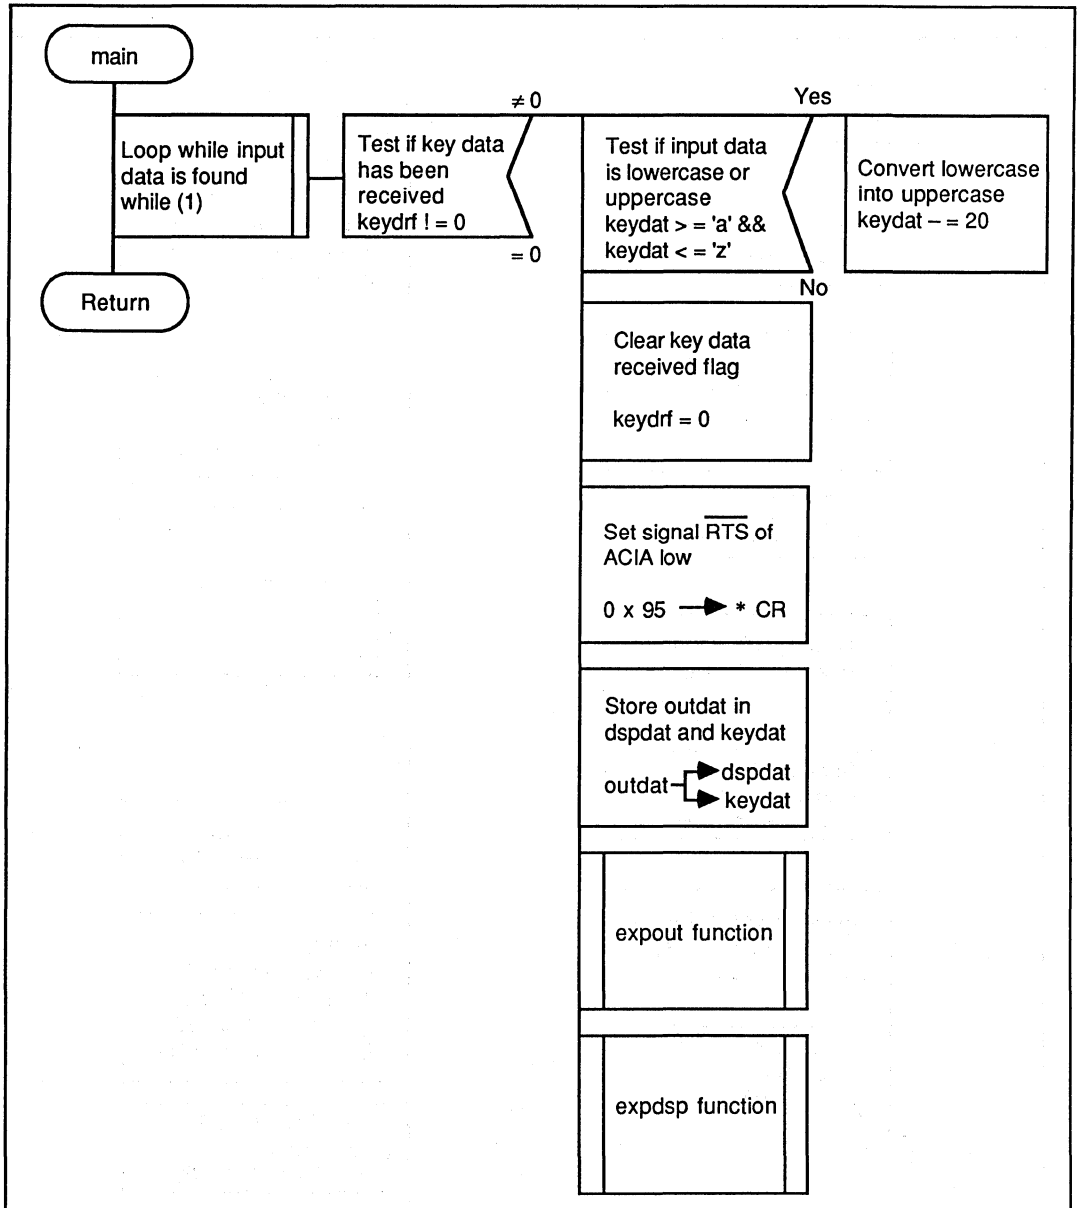 main
Loop while input
data is found
while (1)
Return
≠ 0
Test if key data
has been
received
keydrf ! = 0
= 0
Yes
Test if input data
is lowercase or
uppercase
keydat > = 'a' &&
keydat < = 'z'
No
Convert lowercase
into uppercase
keydat – = 20
Clear key data
received flag
keydrf = 0
Set signal R̅T̅S̅ of
ACIA low
0 x 95 → * CR
Store outdat in
dspdat and keydat
outdat → dspdat
→ keydat
expout function
expdsp function